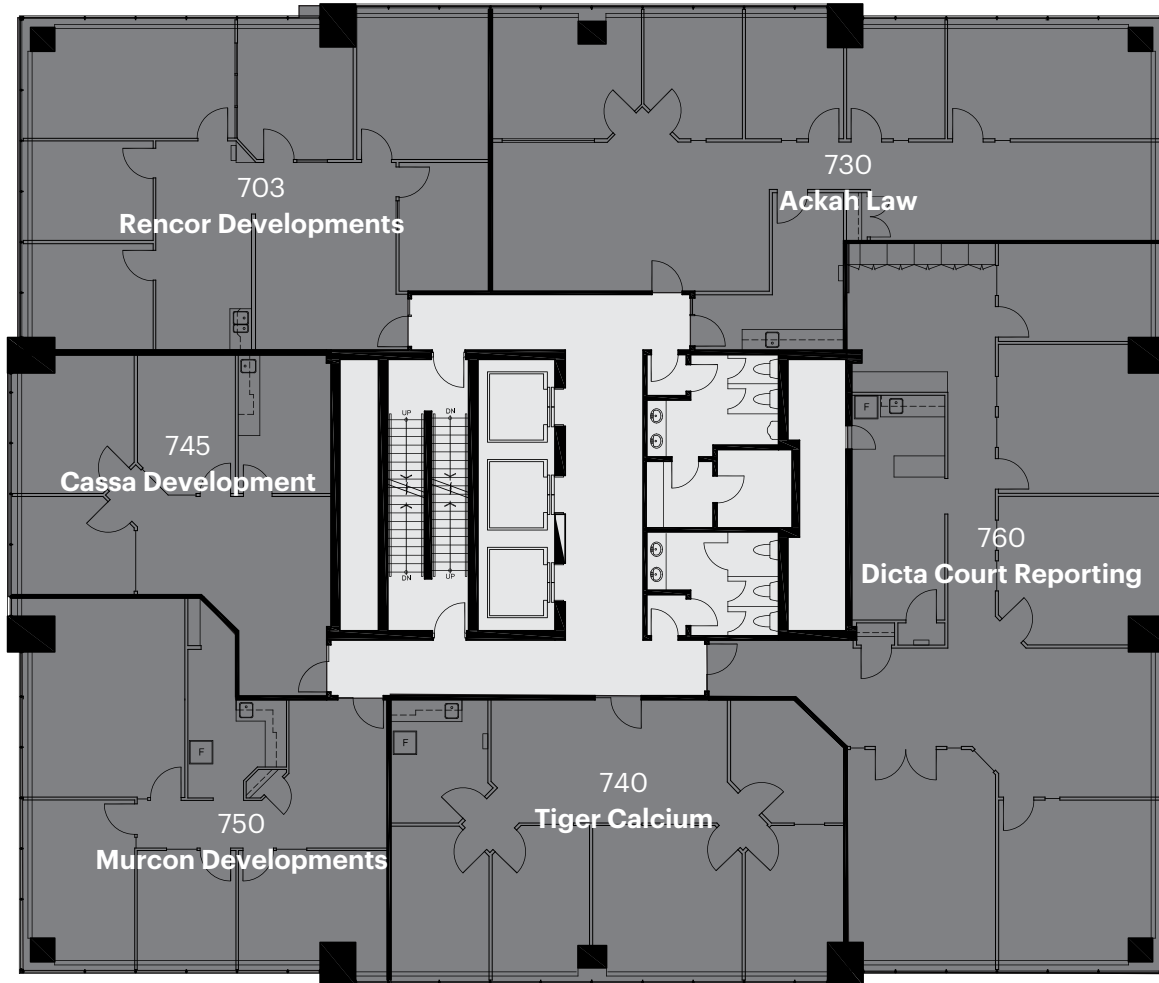 703
Rencor Developments
730
Ackah Law
F
745
Cassa Development
UP
DN
DN
UP
760
Dicta Court Reporting
F
F
740
Tiger Calcium
750
Murcon Developments